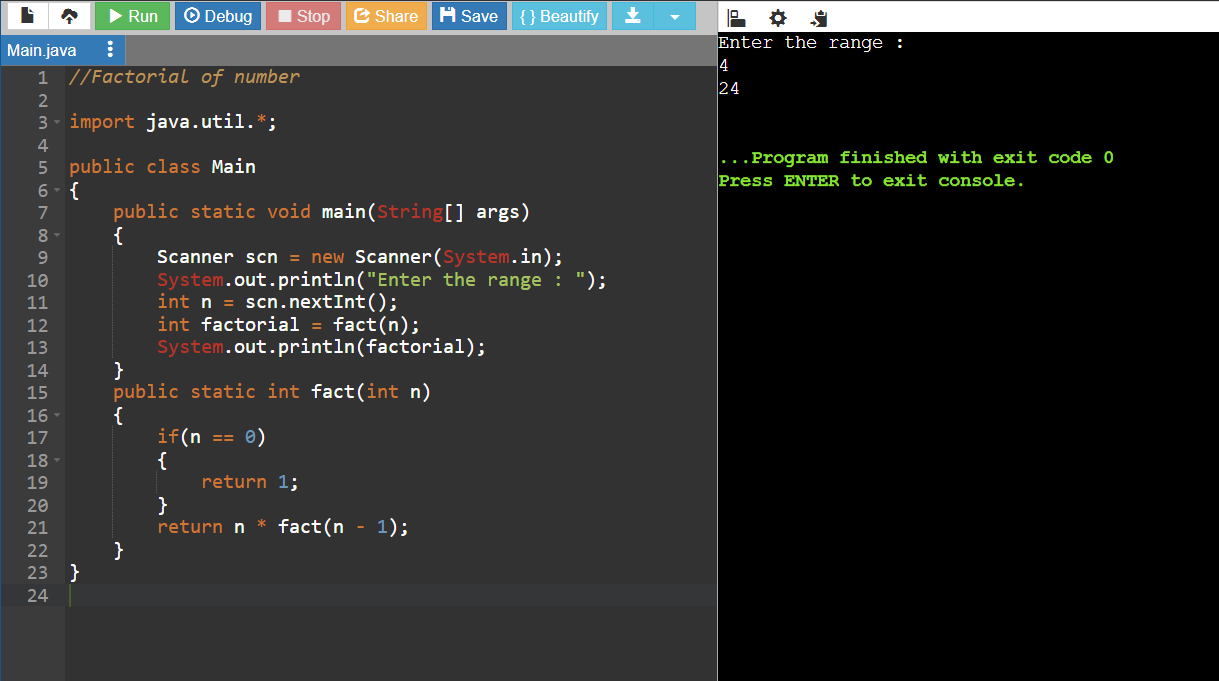 Run Debug Stop Share Save { } Beautify
Main.java
1 //Factorial of number
2
3 import java.util.*;
4
5 public class Main
6 {
7 public static void main(String[] args)
8 {
9 Scanner scn = new Scanner(System.in);
10 System.out.println("Enter the range : ");
11 int n = scn.nextInt();
12 int factorial = fact(n);
13 System.out.println(factorial);
14 }
15 public static int fact(int n)
16 {
17 if(n == 0)
18 {
19 return 1;
20 }
21 return n * fact(n - 1);
22 }
23 }
24
Enter the range :
4
24
...Program finished with exit code 0
Press ENTER to exit console.